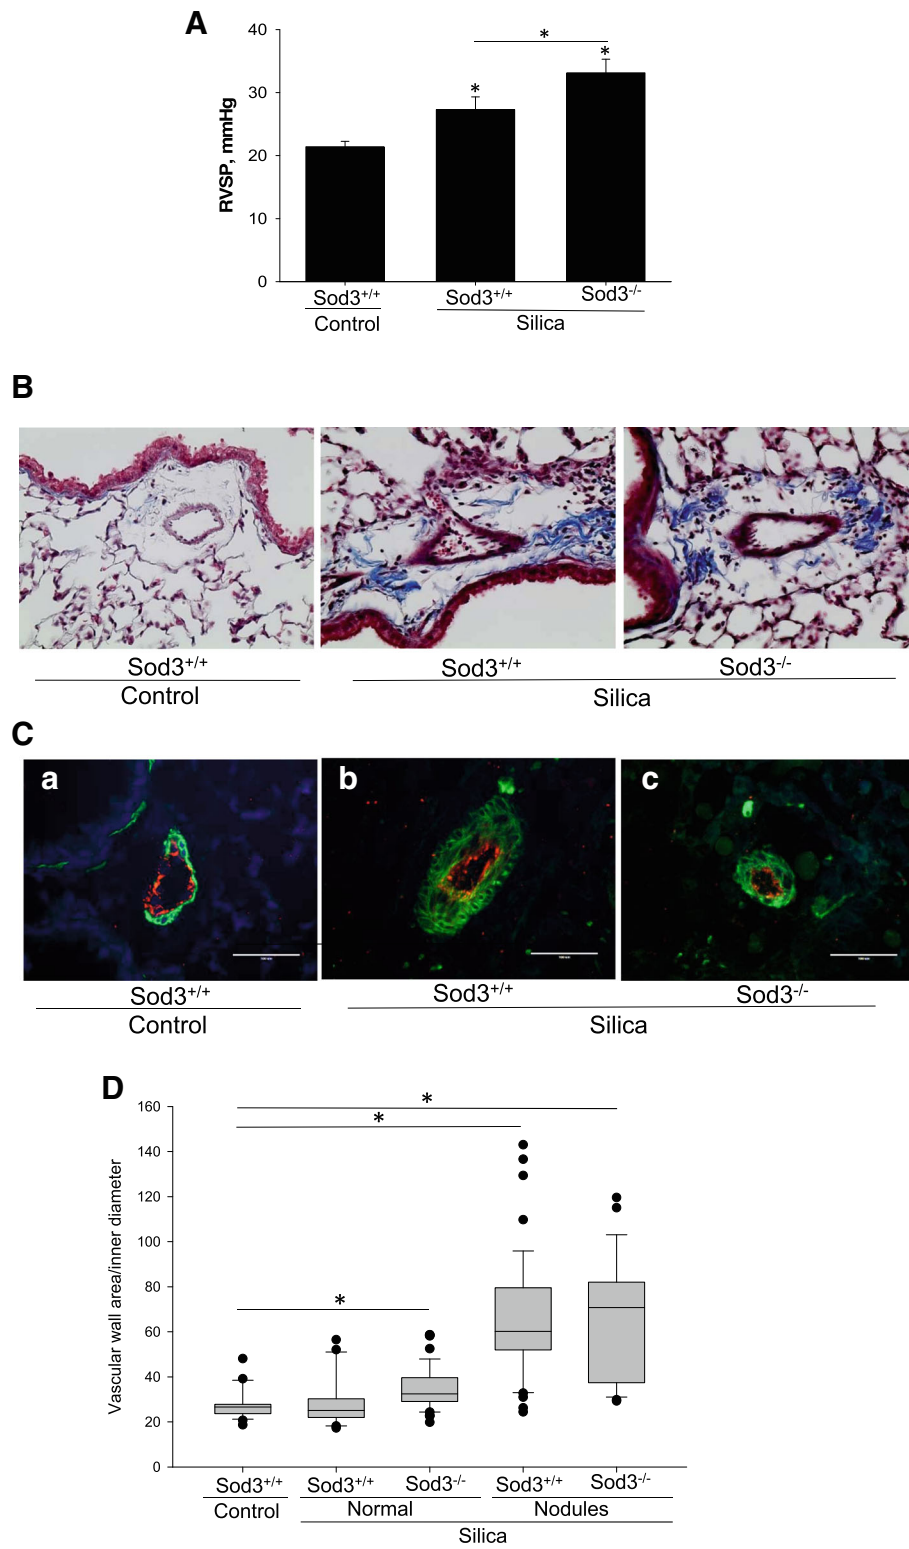 A
40
30
20
10
0
RVSP, mmHg
*
*
*
Sod3+/+
Sod3+/+
Sod3-/-
Control
Silica
B
Sod3+/+
Sod3+/+
Sod3-/-
Control
Silica
C
a
b
c
Sod3+/+
Sod3+/+
Sod3-/-
Control
Silica
D
160
140
120
100
80
60
40
20
0
Vascular wall area/inner diameter
*
*
*
Sod3+/+
Sod3+/+
Sod3-/-
Sod3+/+
Sod3-/-
Control
Normal
Nodules
Silica